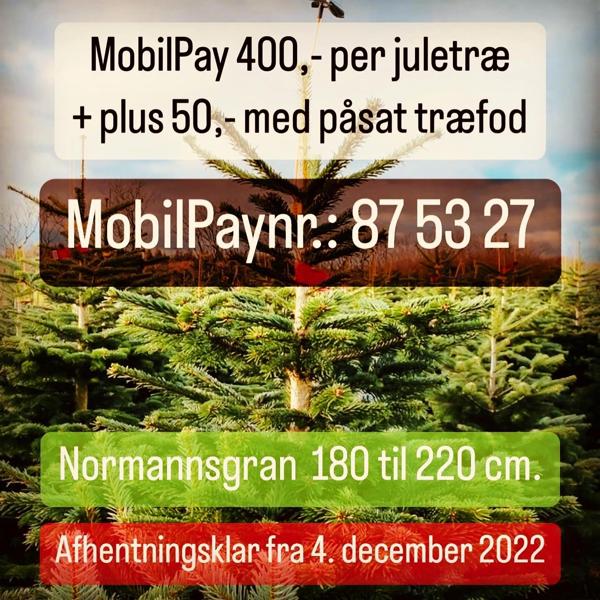 MobilPay 400,- per juletræ
+ plus 50,- med påsat træfod
MobilPaynr.: 87 53 27
Normannsgran 180 til 220 cm.
Afhentningsklar fra 4. december 2022